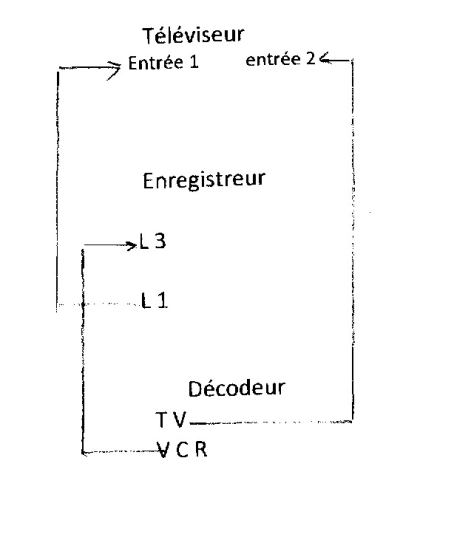 Téléviseur
Entrée 1 entrée 2
Enregistreur
L 3
L 1
Décodeur
T V
V C R